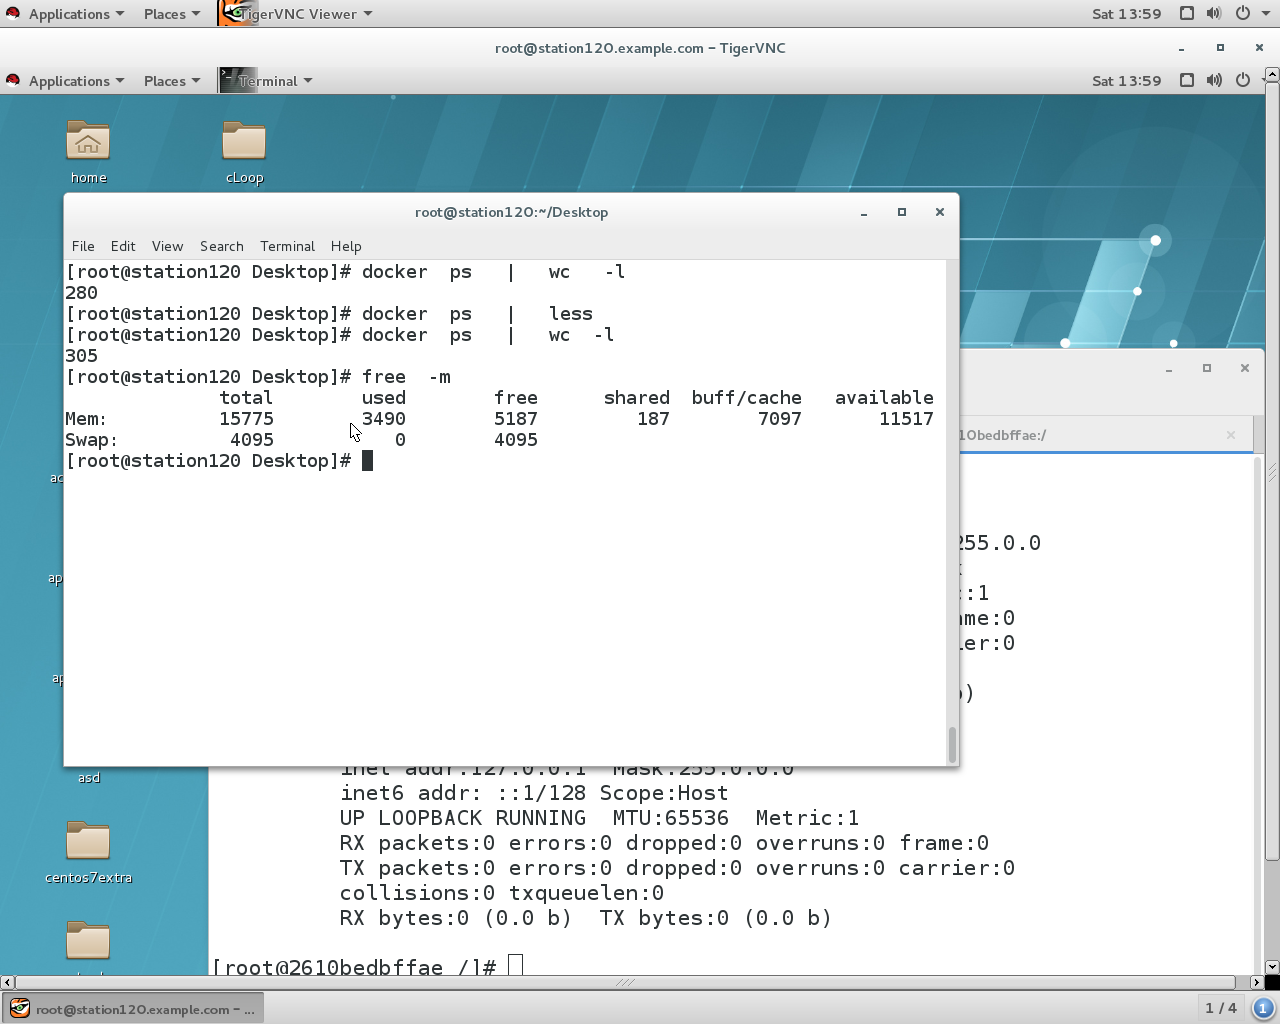 Applications Places TigerVNC Viewer Sat 13:59
root@station120.example.com - TigerVNC
Applications Places Terminal Sat 13:59
home cLoop
root@station120:~/Desktop
File Edit View Search Terminal Help
[root@station120 Desktop]# docker  ps   |   wc   -l
280
[root@station120 Desktop]# docker  ps   |   less
[root@station120 Desktop]# docker  ps   |   wc  -l
305
[root@station120 Desktop]# free  -m
              total        used        free      shared  buff/cache   available
Mem:          15775        3490        5187         187        7097       11517
Swap:          4095           0        4095
[root@station120 Desktop]#
10bedbffae:/
ac
255.0.0
ap
:1
ame:0
ier:0
ap
)
asd
inet addr:127.0.0.1  Mask:255.0.0.0
inet6 addr: ::1/128 Scope:Host
UP LOOPBACK RUNNING  MTU:65536  Metric:1
RX packets:0 errors:0 dropped:0 overruns:0 frame:0
TX packets:0 errors:0 dropped:0 overruns:0 carrier:0
collisions:0 txqueuelen:0
RX bytes:0 (0.0 b)  TX bytes:0 (0.0 b)
centos7extra
[root@2610bedbffae /]#
root@station120.example.com - ... 1 / 4 1